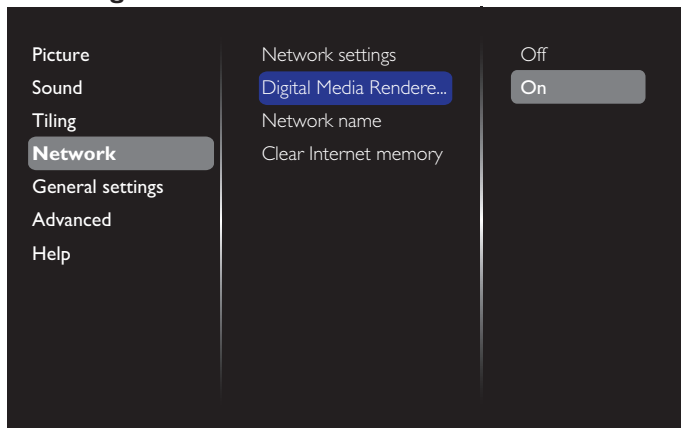 Picture
Sound
Tiling
Network
General settings
Advanced
Help
Network settings
Digital Media Rendere...
Network name
Clear Internet memory
Off
On